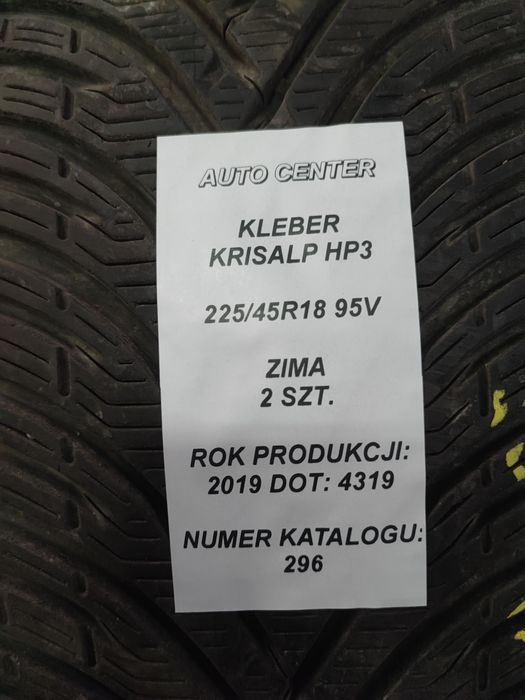 AUTO CENTER
KLEBER
KRISALP HP3
225/45R18 95V
ZIMA
2 SZT.
ROK PRODUKCJI:
2019 DOT: 4319
NUMER KATALOGU:
296